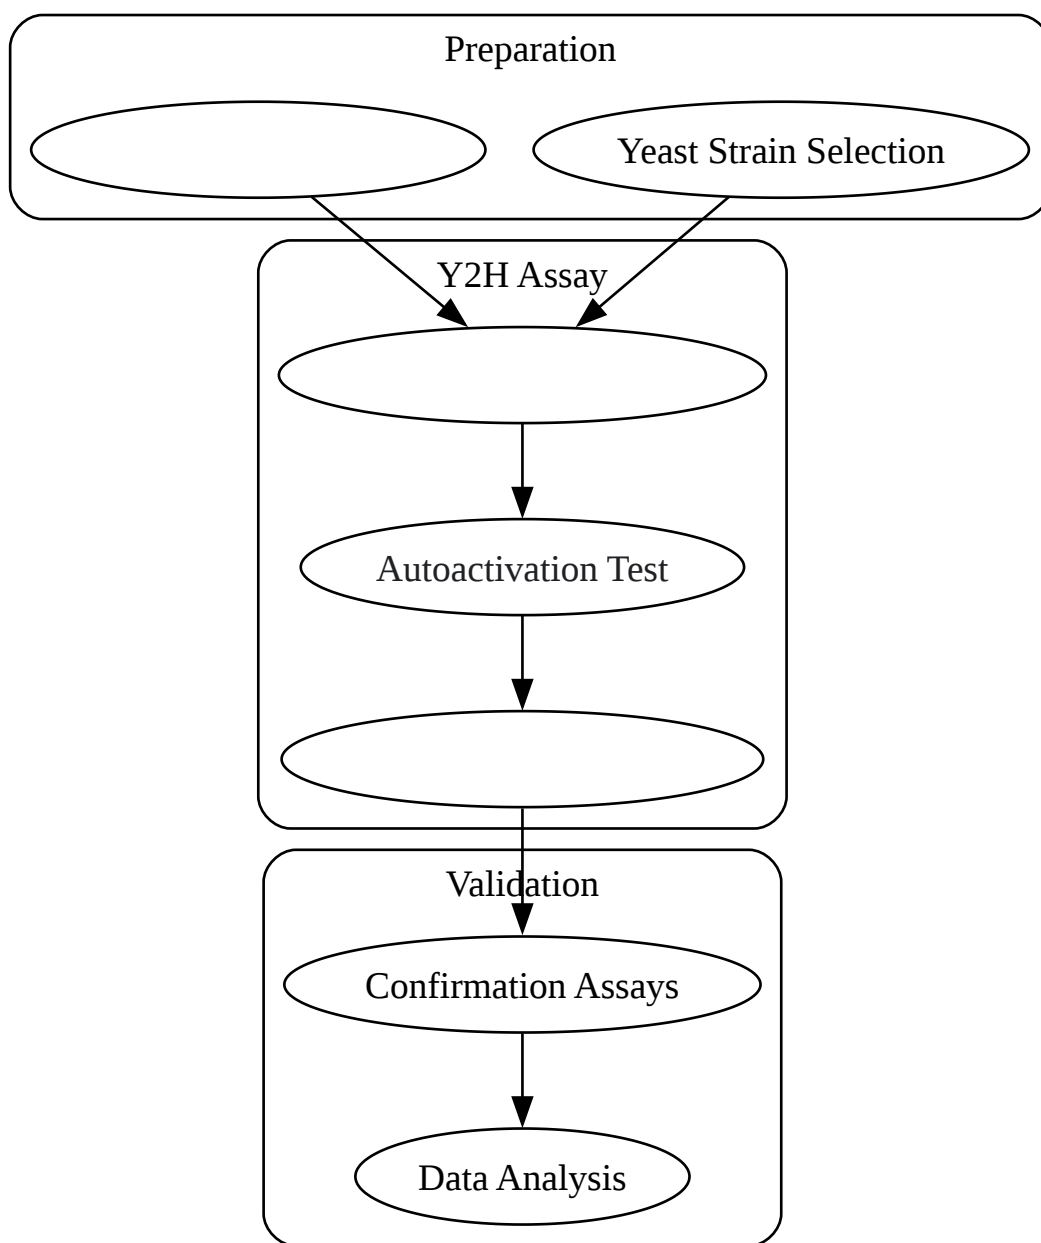 Preparation
Yeast Strain Selection
Y2H Assay
Autoactivation Test
Validation
Confirmation Assays
Data Analysis